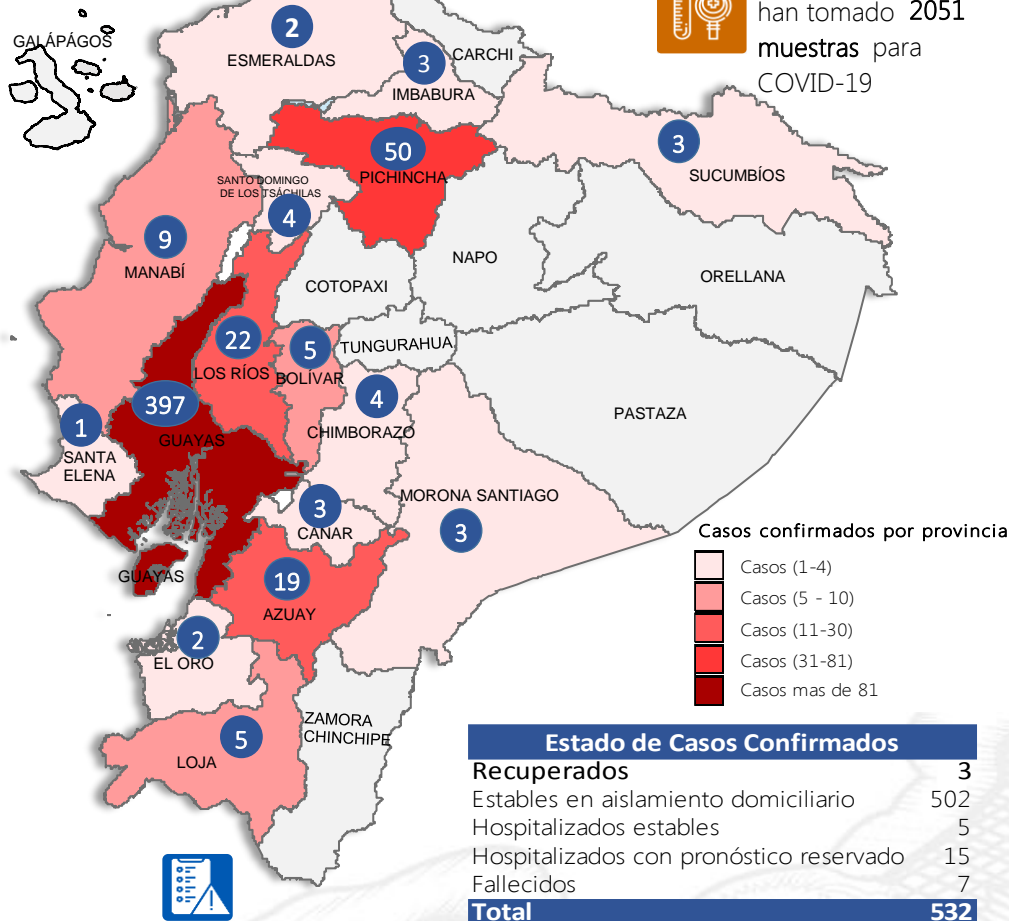 han tomado 2051
muestras para
COVID-19
GALÁPÁGOS
2
ESMERALDAS
CARCHI
3
IMBABURA
3
SUCUMBÍOS
50
PICHINCHA
SANTO DOMINGO
DE LOS TSÁCHILAS
4
9
MANABÍ
NAPO
ORELLANA
COTOPAXI
22
LOS RÍOS
5
BOLÍVAR
TUNGURAHUA
4
CHIMBORAZO
PASTAZA
397
GUAYAS
1
SANTA
ELENA
3
CAÑAR
MORONA SANTIAGO
3
GUAYAS
19
AZUAY
2
EL ORO
5
LOJA
ZAMORA
CHINCHIPE
Casos confirmados por provincia
Casos (1-4)
Casos (5 - 10)
Casos (11-30)
Casos (31-81)
Casos mas de 81
Estado de Casos Confirmados
Recuperados 3
Estables en aislamiento domiciliario 502
Hospitalizados estables 5
Hospitalizados con pronóstico reservado 15
Fallecidos 7
Total 532